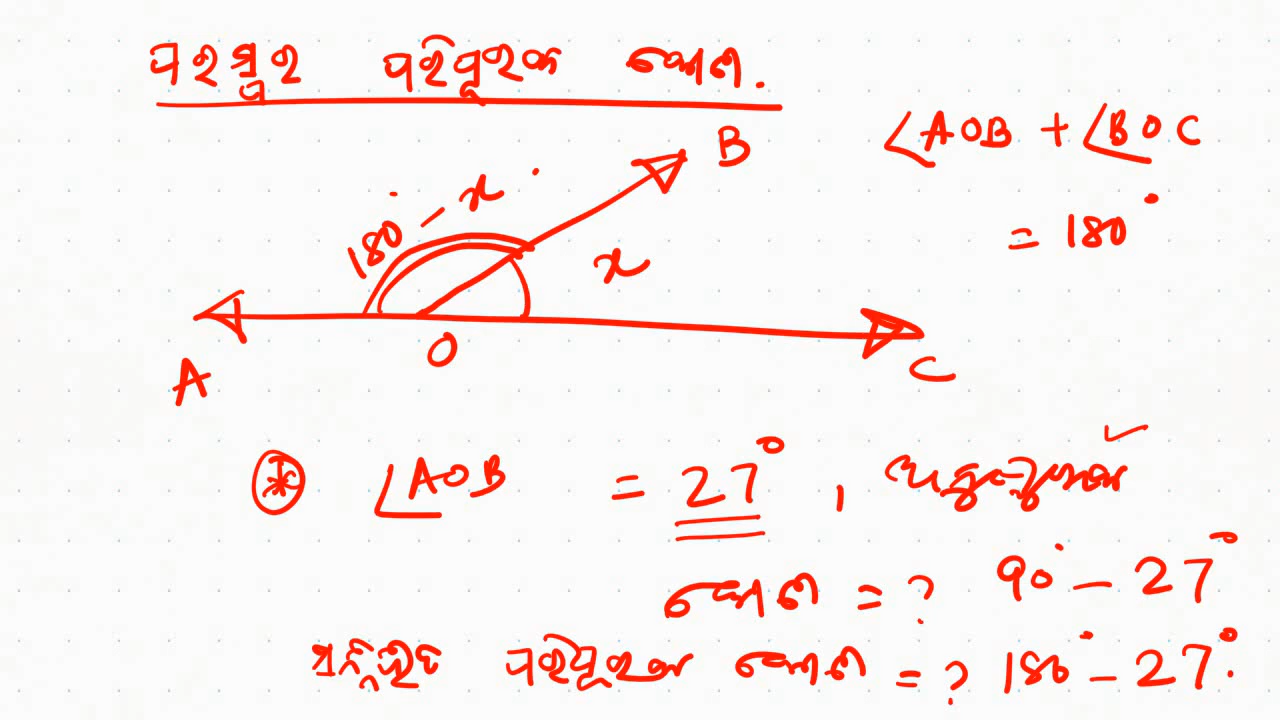 ପରସ୍ପର ପରିପୂରକ କୋଣ.
∠AOB + ∠BOC
= 180°
180° - x
B
x
A
O
C
* ∠AOB = 27°,
କୋଣ = ? 90° - 27°
ପରିପୂରକ କୋଣ = ? 180° - 27°.